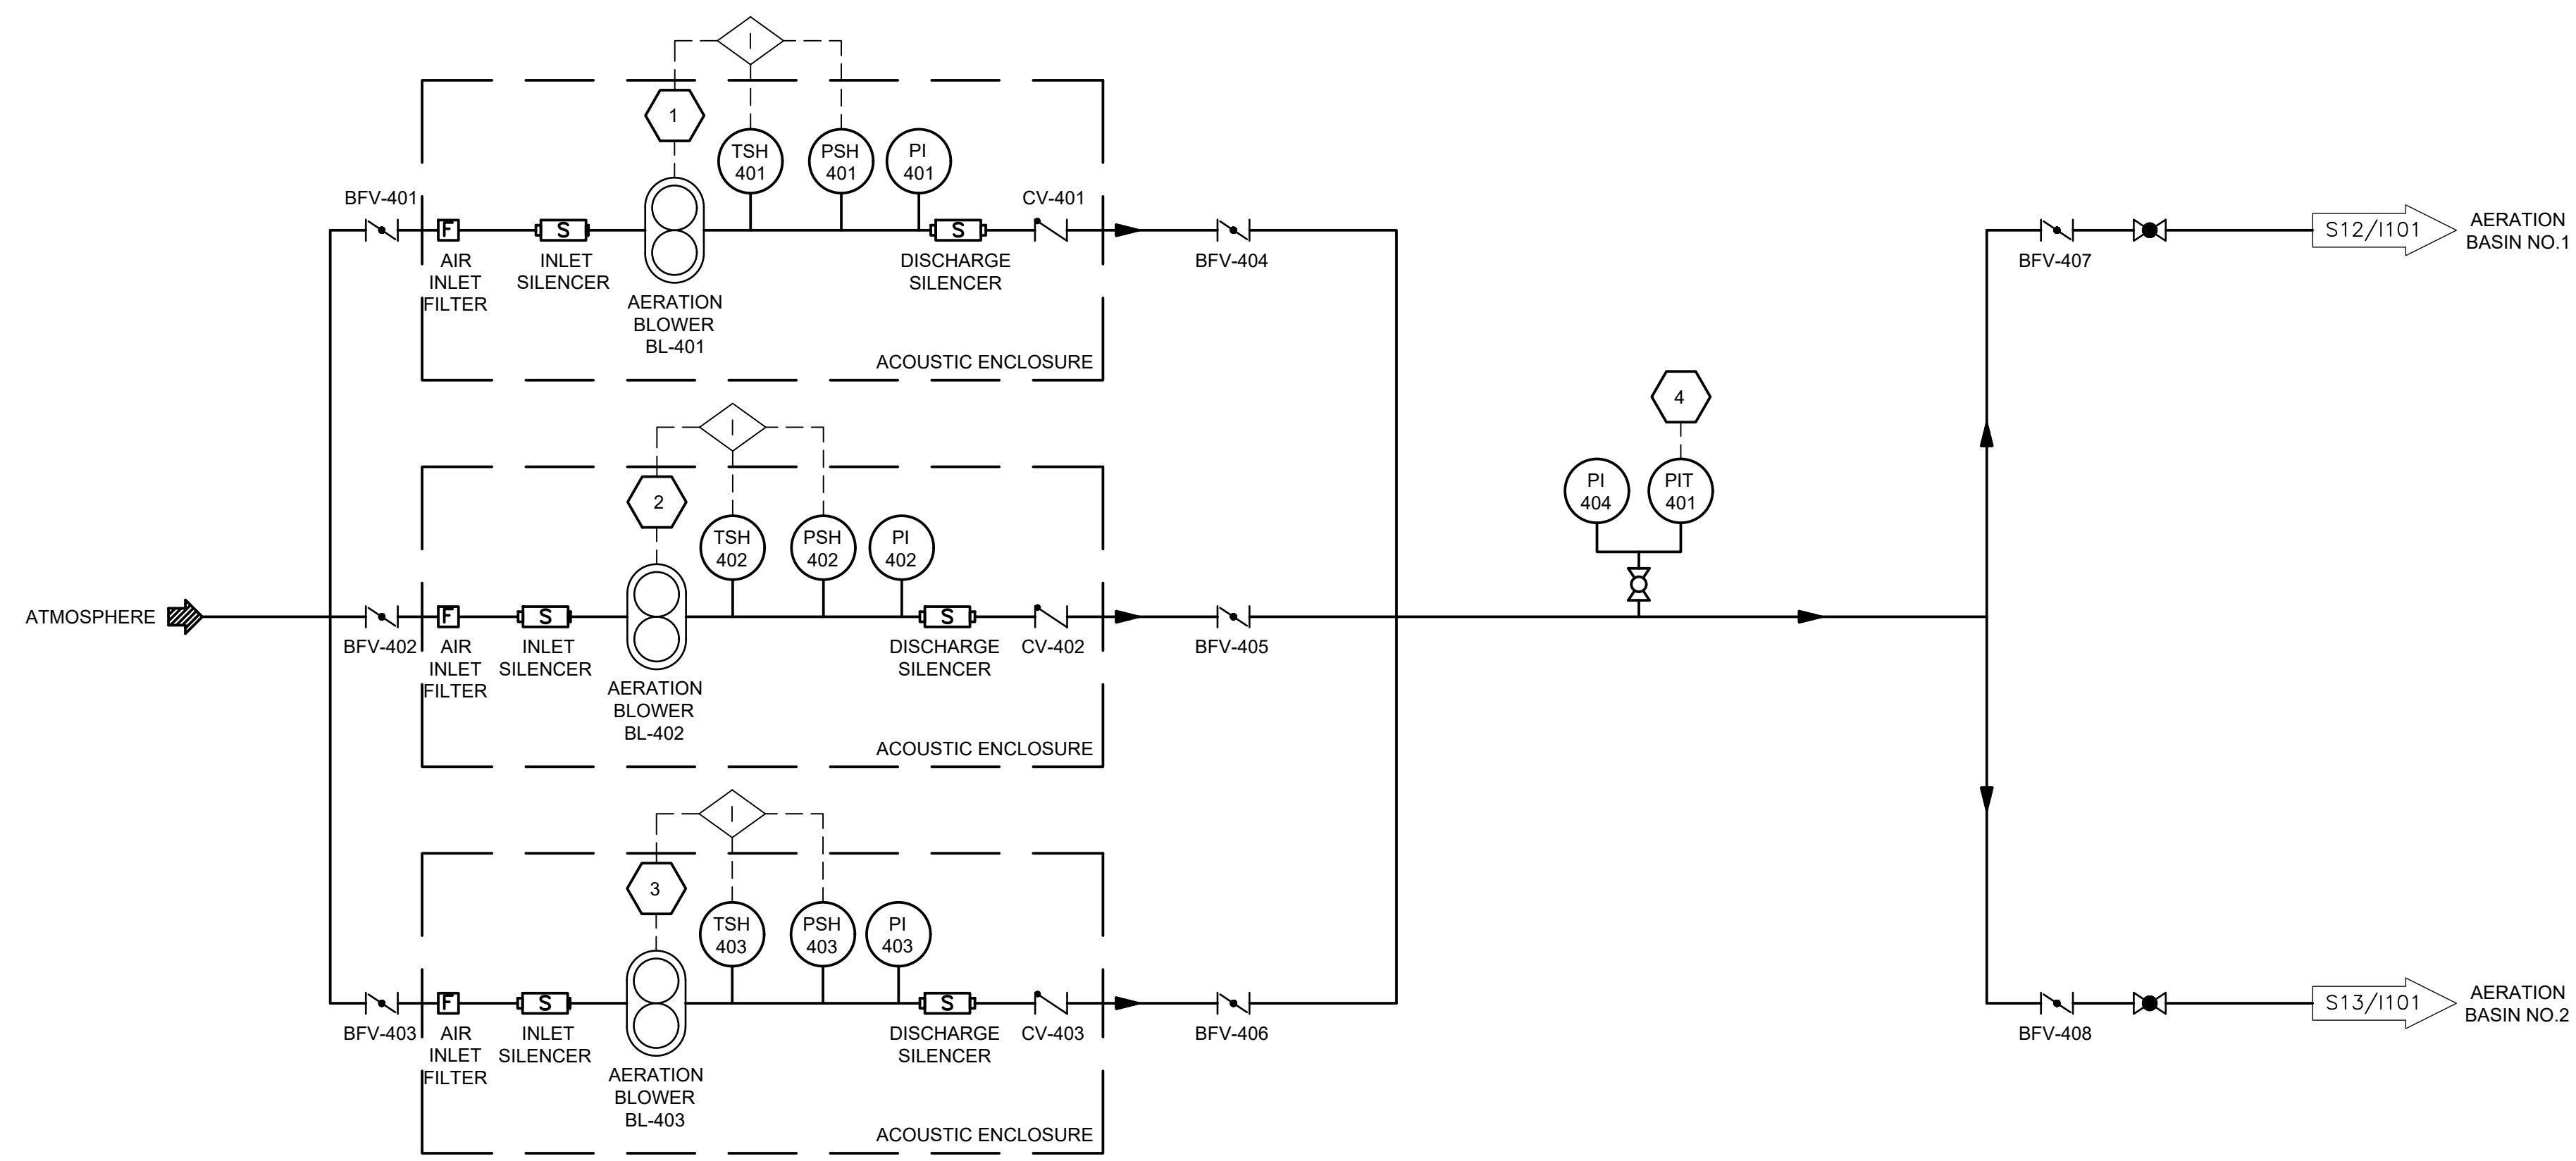 I
1
TSH
401
PSH
401
PI
401
BFV-401
F
S
S
CV-401
AIR
INLET
FILTER
INLET
SILENCER
AERATION
BLOWER
BL-401
DISCHARGE
SILENCER
BFV-404
ACOUSTIC ENCLOSURE
BFV-407
S12/I101
AERATION
BASIN NO.1
I
2
TSH
402
PSH
402
PI
402
4
PI
404
PIT
401
ATMOSPHERE
BFV-402
F
S
S
CV-402
AIR
INLET
FILTER
INLET
SILENCER
AERATION
BLOWER
BL-402
DISCHARGE
SILENCER
BFV-405
ACOUSTIC ENCLOSURE
I
3
TSH
403
PSH
403
PI
403
BFV-403
F
S
S
CV-403
AIR
INLET
FILTER
INLET
SILENCER
AERATION
BLOWER
BL-403
DISCHARGE
SILENCER
BFV-406
ACOUSTIC ENCLOSURE
BFV-408
S13/I101
AERATION
BASIN NO.2